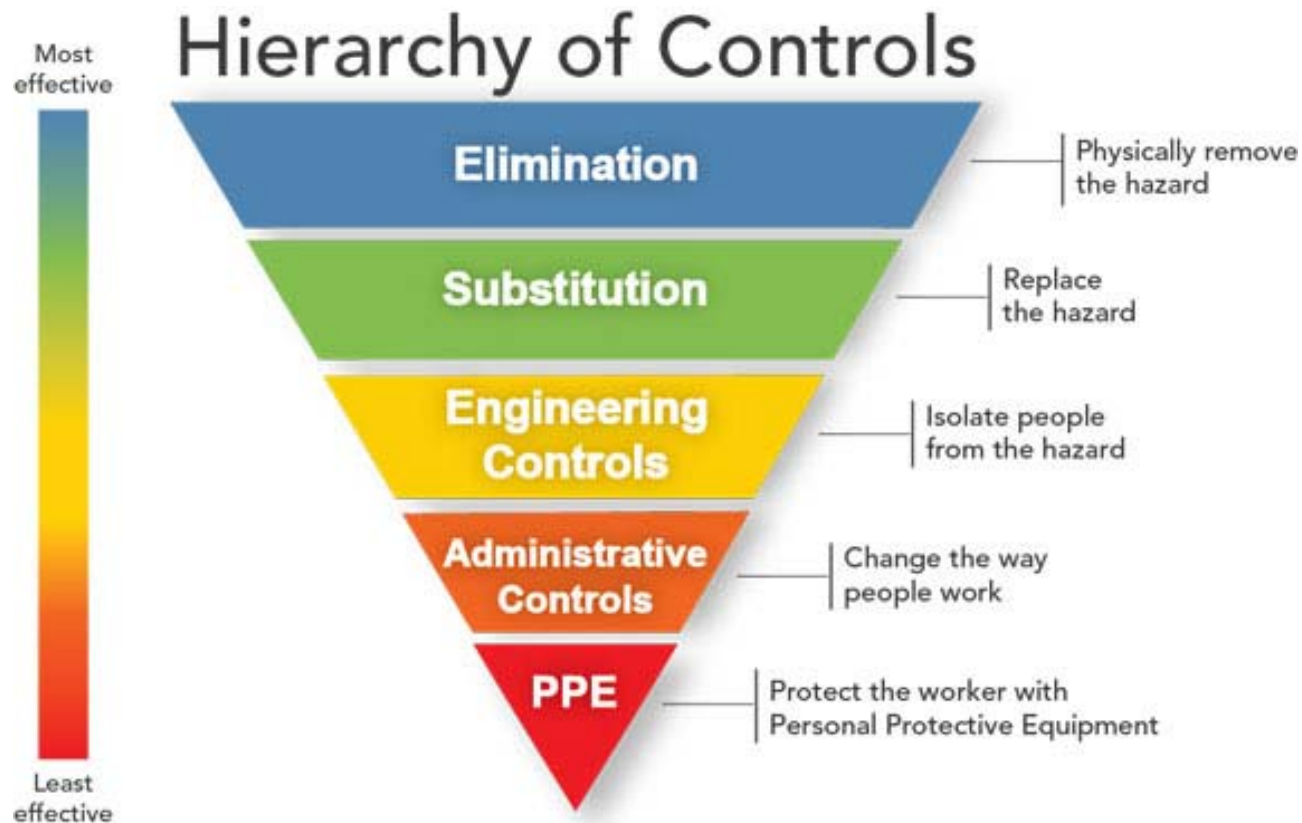 Hierarchy of Controls
Most
effective
Elimination
Physically remove
the hazard
Substitution
Replace
the hazard
Engineering
Controls
Isolate people
from the hazard
Administrative
Controls
Change the way
people work
PPE
Protect the worker with
Personal Protective Equipment
Least
effective